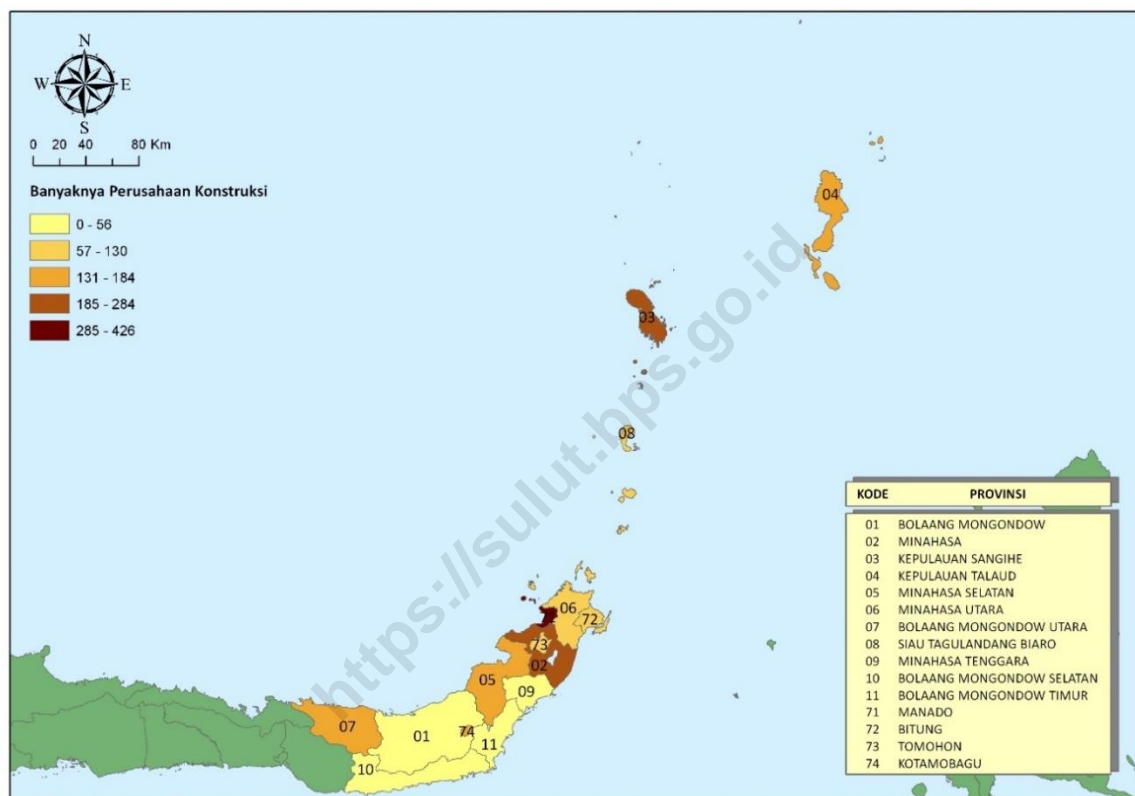 N
W E
S
0 20 40 80 Km
Banyaknya Perusahaan Konstruksi
0 - 56
57 - 130
131 - 184
185 - 284
285 - 426
04
03
08
06
72
73
02
05
09
74
07
01
11
10
https://sulut.bps.go.id
KODE PROVINSI
01 BOLAANG MONGONDOW
02 MINAHASA
03 KEPULAUAN SANGIHE
04 KEPULAUAN TALAUD
05 MINAHASA SELATAN
06 MINAHASA UTARA
07 BOLAANG MONGONDOW UTARA
08 SIAU TAGULANDANG BIARO
09 MINAHASA TENGGARA
10 BOLAANG MONGONDOW SELATAN
11 BOLAANG MONGONDOW TIMUR
71 MANADO
72 BITUNG
73 TOMOHON
74 KOTAMOBAGU